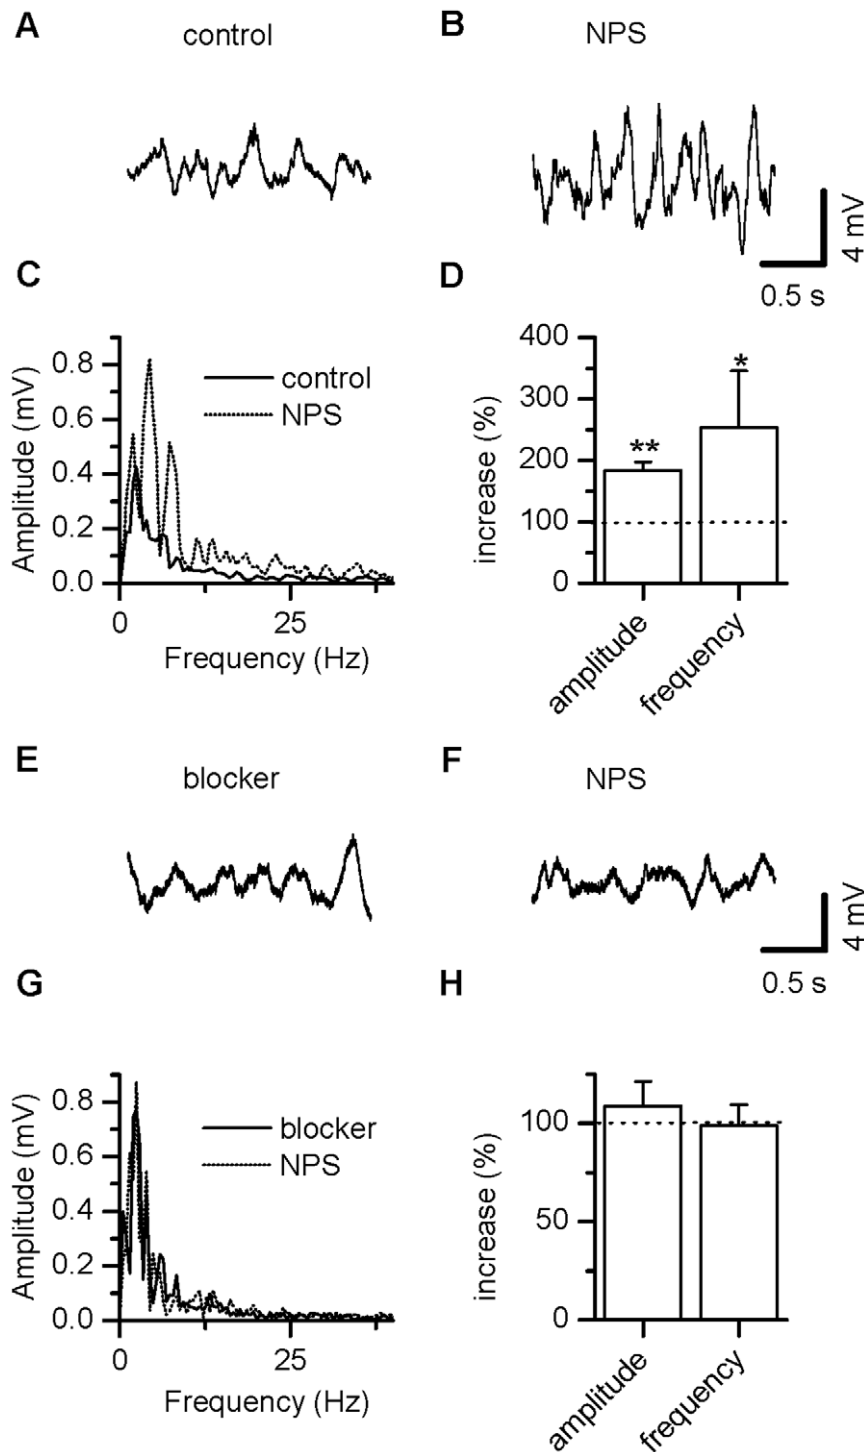 A
control
B
NPS
4 mV
0.5 s
C
Amplitude (mV)
0.8
0.6
0.4
0.2
0.0
control
NPS
0
25
Frequency (Hz)
D
increase (%)
400
300
200
100
0
**
*
amplitude
frequency
E
blocker
F
NPS
4 mV
0.5 s
G
Amplitude (mV)
0.8
0.6
0.4
0.2
0.0
blocker
NPS
0
25
Frequency (Hz)
H
increase (%)
100
50
0
amplitude
frequency